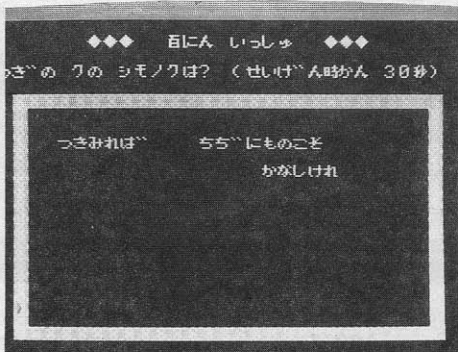 ◆◆◆ 百にん いっしゅ ◆◆◆
つぎの クの シモノクは? (せいげん時かん 30秒)
つきみれば ちぢにものこそ
かなしけれ